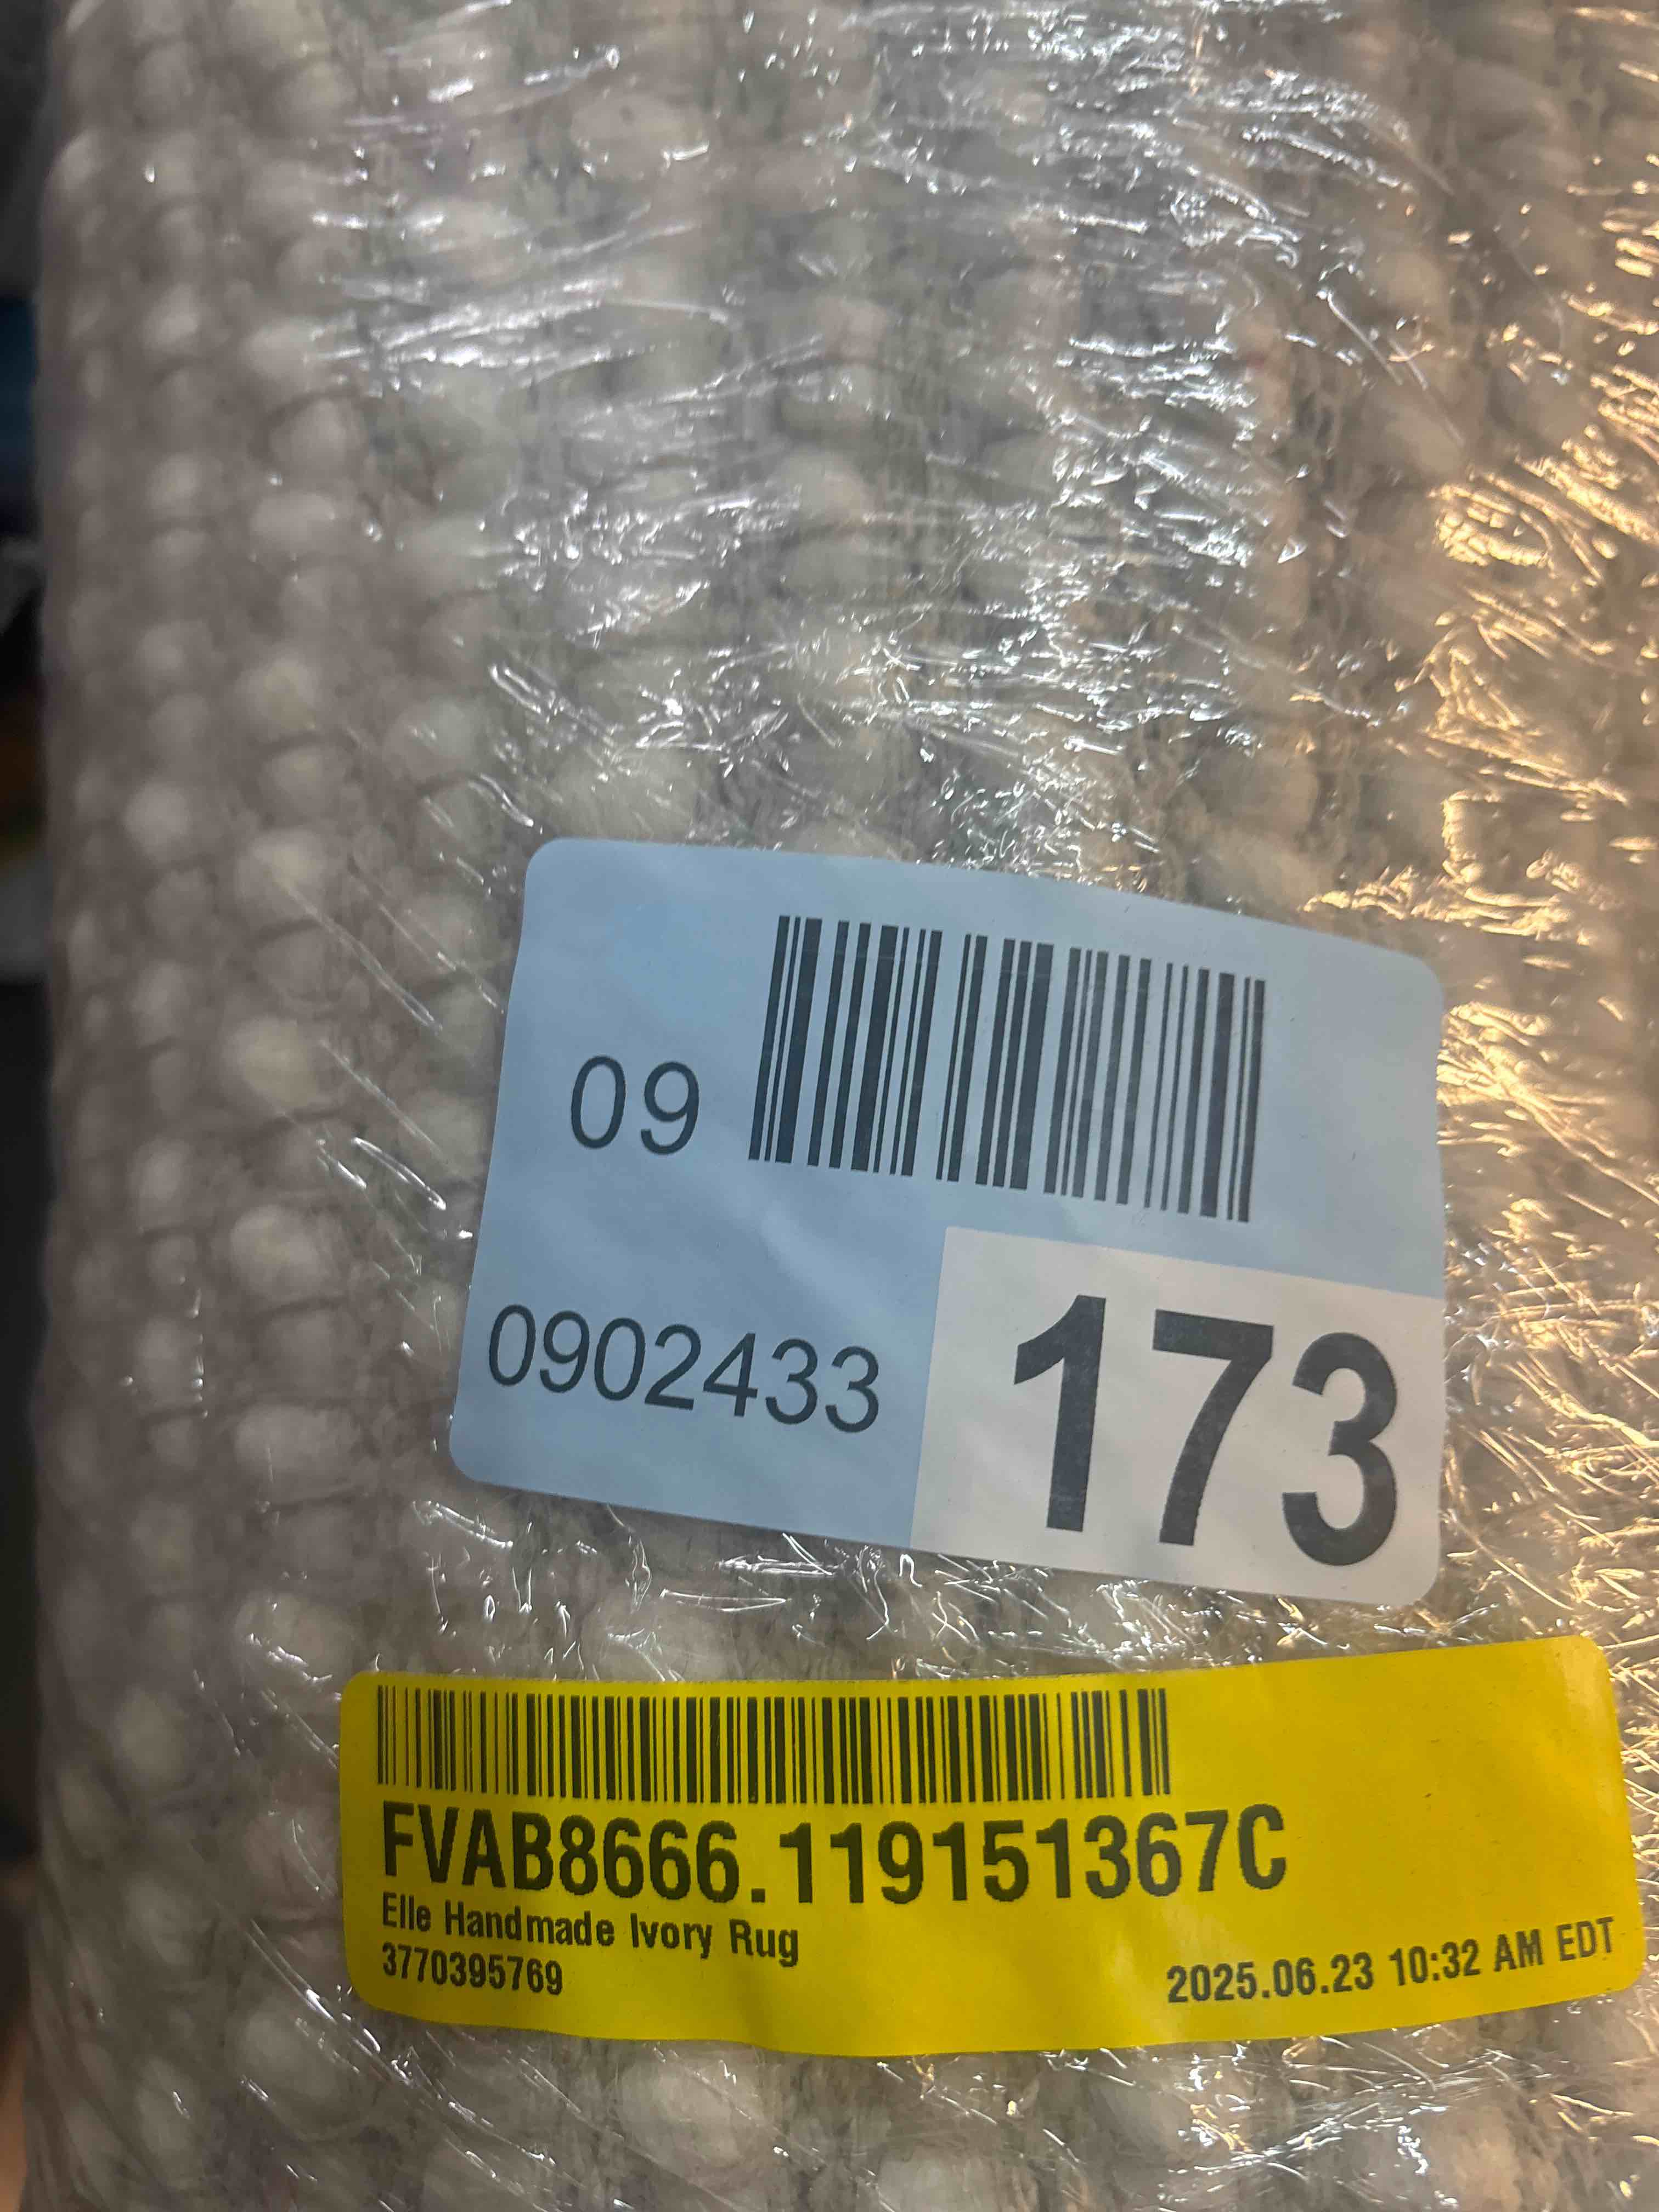 09
0902433
173
FVAB8666.119151367C
Elle Handmade Ivory Rug
3770395769
2025.06.23 10:32 AM EDT